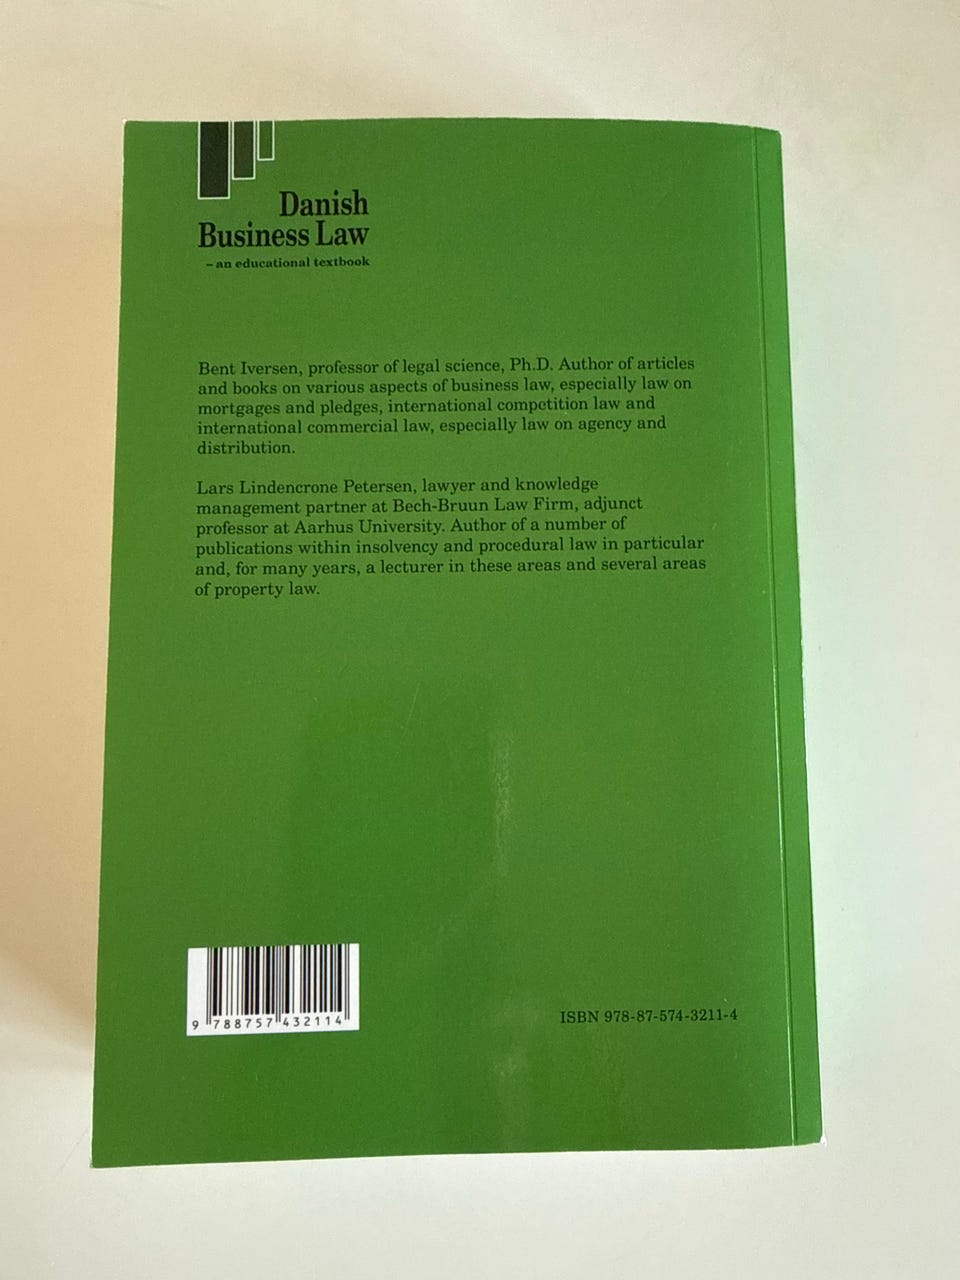 Danish
Business Law
– an educational textbook
Bent Iversen, professor of legal science, Ph.D. Author of articles
and books on various aspects of business law, especially law on
mortgages and pledges, international competition law and
international commercial law, especially law on agency and
distribution.
Lars Lindencrone Petersen, lawyer and knowledge
management partner at Bech-Bruun Law Firm, adjunct
professor at Aarhus University. Author of a number of
publications within insolvency and procedural law in particular
and, for many years, a lecturer in these areas and several areas
of property law.
9 788757 432114
ISBN 978-87-574-3211-4